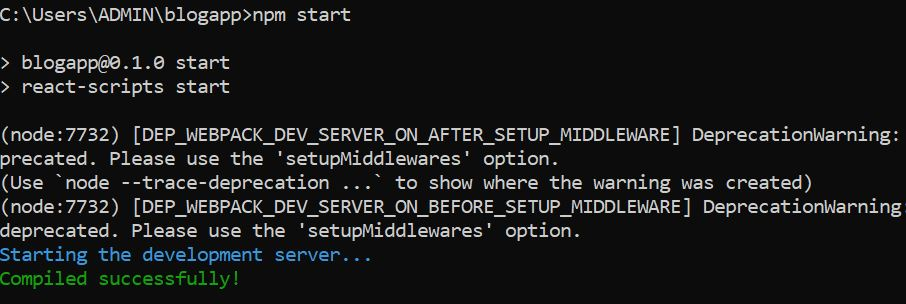 C:\Users\ADMIN\blogapp>npm start
> blogapp@0.1.0 start
> react-scripts start
(node:7732) [DEP_WEBPACK_DEV_SERVER_ON_AFTER_SETUP_MIDDLEWARE] DeprecationWarning:
precated. Please use the 'setupMiddlewares' option.
(Use `node --trace-deprecation ...` to show where the warning was created)
(node:7732) [DEP_WEBPACK_DEV_SERVER_ON_BEFORE_SETUP_MIDDLEWARE] DeprecationWarning:
deprecated. Please use the 'setupMiddlewares' option.
Starting the development server...
Compiled successfully!